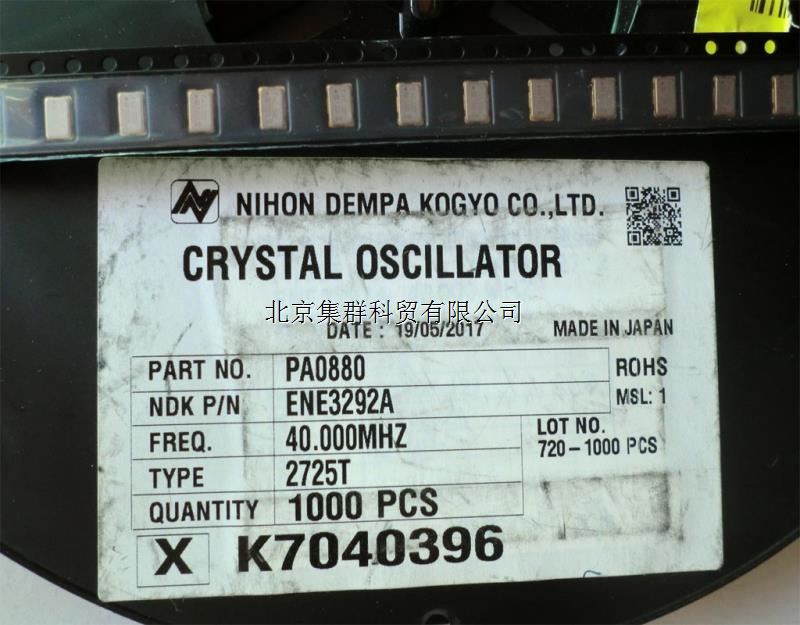 NIHON DEMPA KOGYO CO.,LTD.
CRYSTAL OSCILLATOR
北京集群科贸有限公司
DATE : 19/05/2017 MADE IN JAPAN
PART NO. PA0880 ROHS
NDK P/N ENE3292A MSL: 1
FREQ. 40.000MHZ LOT NO.
720-1000 PCS
TYPE 2725T
QUANTITY 1000 PCS
X K7040396